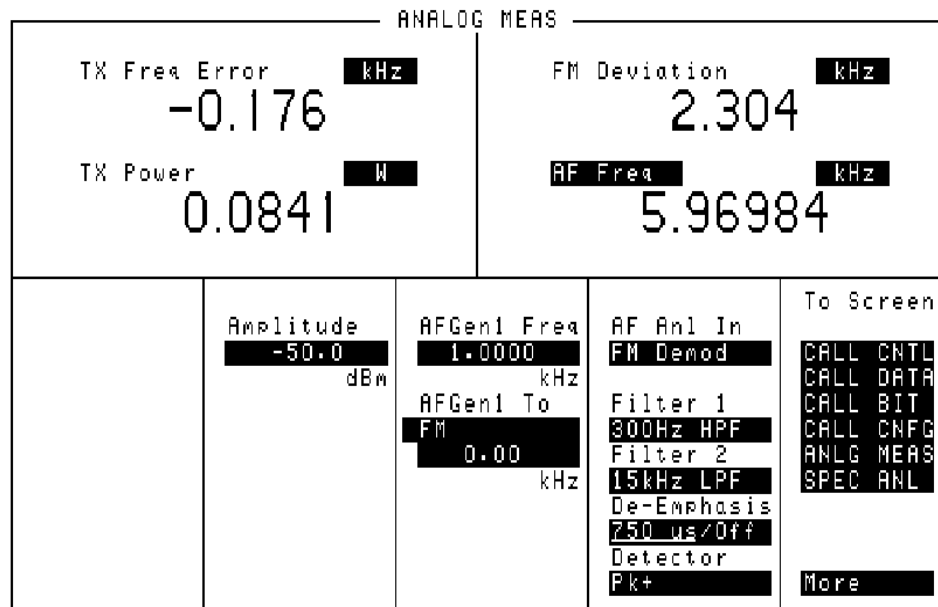 ANALOG MEAS
TX Freq Error kHz
-0.176
FM Deviation kHz
2.304
TX Power W
0.0841
AF Freq kHz
5.96984
Amplitude
-50.0
dBm
AFGen1 Freq
1.0000
kHz
AFGen1 To
FM
0.00
kHz
AF Anl In
FM Demod
Filter 1
300Hz HPF
Filter 2
15kHz LPF
De-Emphasis
750 us/Off
Detector
Pk+
To Screen
CALL CNTL
CALL DATA
CALL BIT
CALL CNFG
ANLG MEAS
SPEC ANL
More